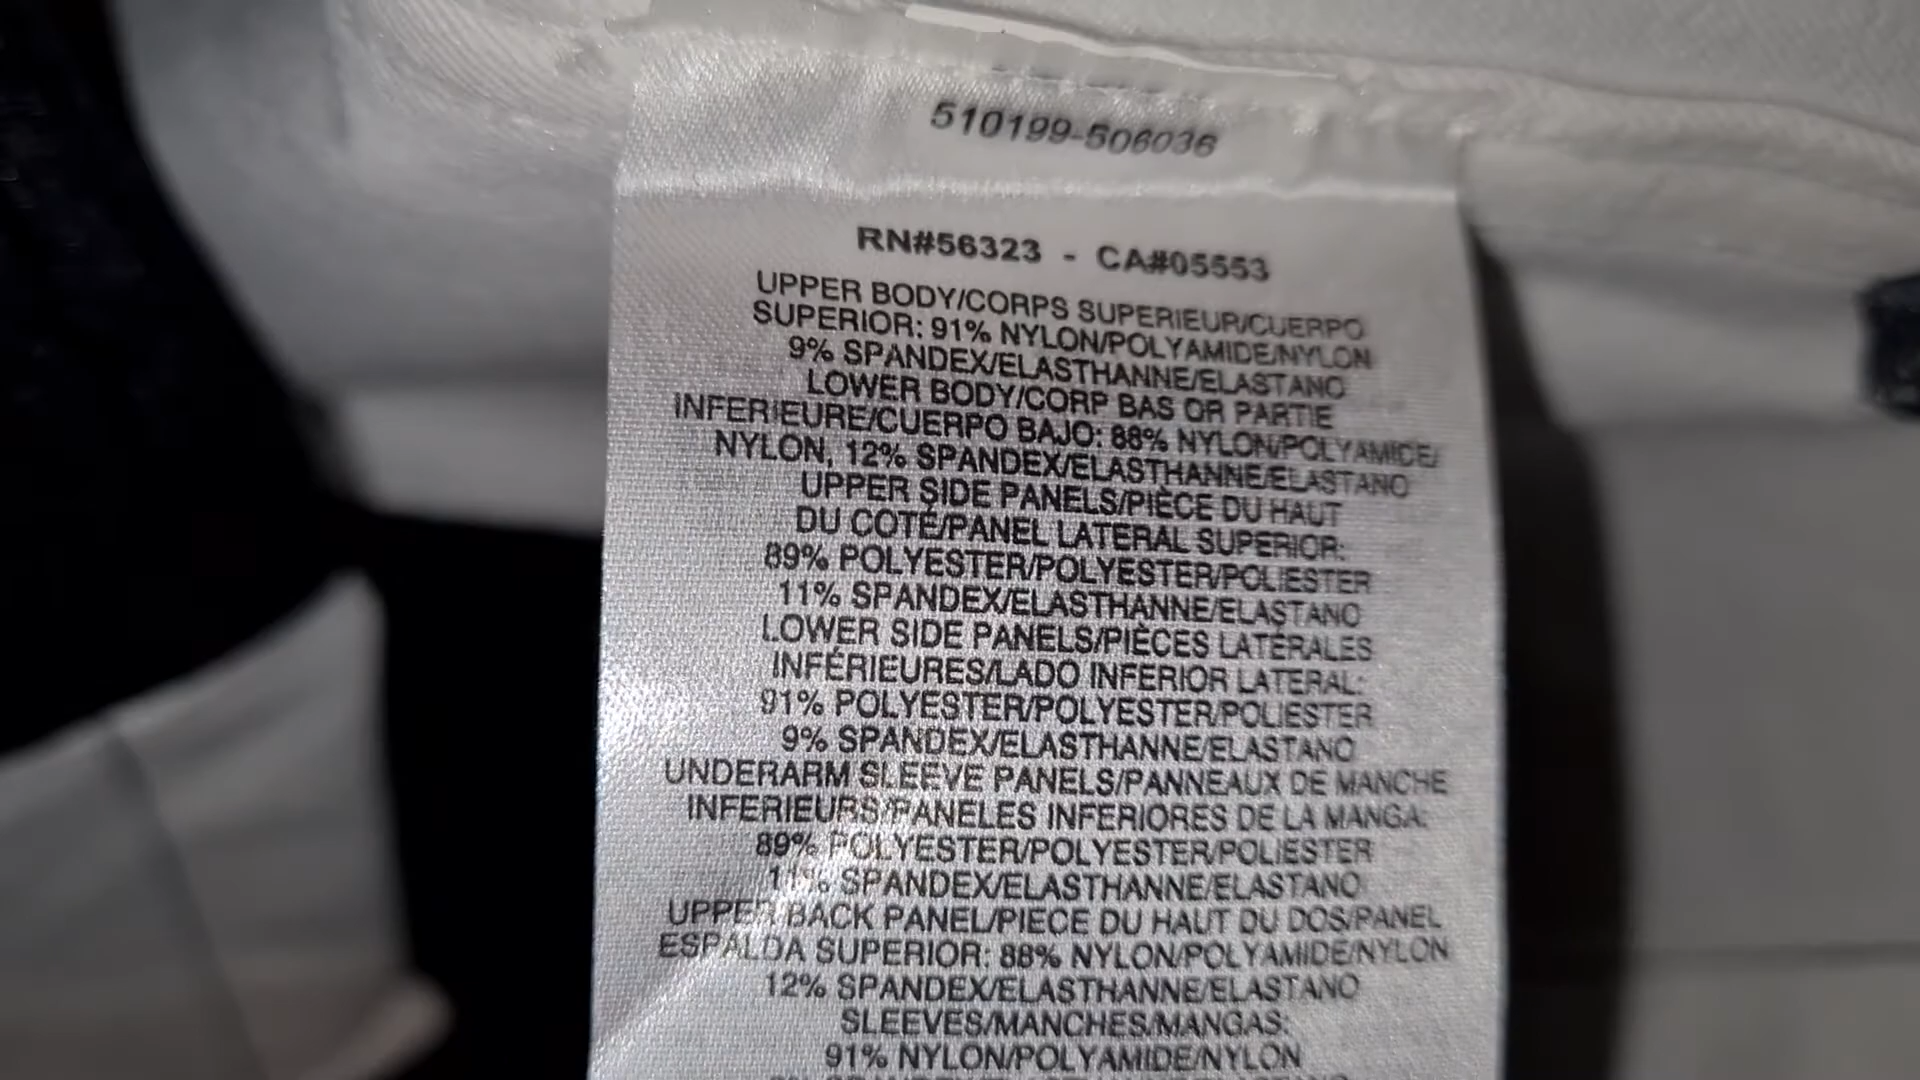 510199-506036
RN#56323 - CA#05553
UPPER BODY/CORPS SUPERIEUR/CUERPO
SUPERIOR: 91% NYLON/POLYAMIDE/NYLON
9% SPANDEX/ELASTHANNE/ELASTANO
LOWER BODY/CORP BAS OR PARTIE
INFERIEURE/CUERPO BAJO: 88% NYLON/POLYAMIDE/
NYLON, 12% SPANDEX/ELASTHANNE/ELASTANO
UPPER SIDE PANELS/PIÈCE DU HAUT
DU COTÉ/PANEL LATERAL SUPERIOR:
89% POLYESTER/POLYESTER/POLIESTER
11% SPANDEX/ELASTHANNE/ELASTANO
LOWER SIDE PANELS/PIÈCES LATÉRALES
INFÉRIEURES/LADO INFERIOR LATERAL:
91% POLYESTER/POLYESTER/POLIESTER
9% SPANDEX/ELASTHANNE/ELASTANO
UNDERARM SLEEVE PANELS/PANNEAUX DE MANCHE
INFERIEURS/PANELES INFERIORES DE LA MANGA:
89% POLYESTER/POLYESTER/POLIESTER
11% SPANDEX/ELASTHANNE/ELASTANO
UPPER BACK PANEL/PIECE DU HAUT DU DOS/PANEL
ESPALDA SUPERIOR: 88% NYLON/POLYAMIDE/NYLON
12% SPANDEX/ELASTHANNE/ELASTANO
SLEEVES/MANCHES/MANGAS:
91% NYLON/POLYAMIDE/NYLON